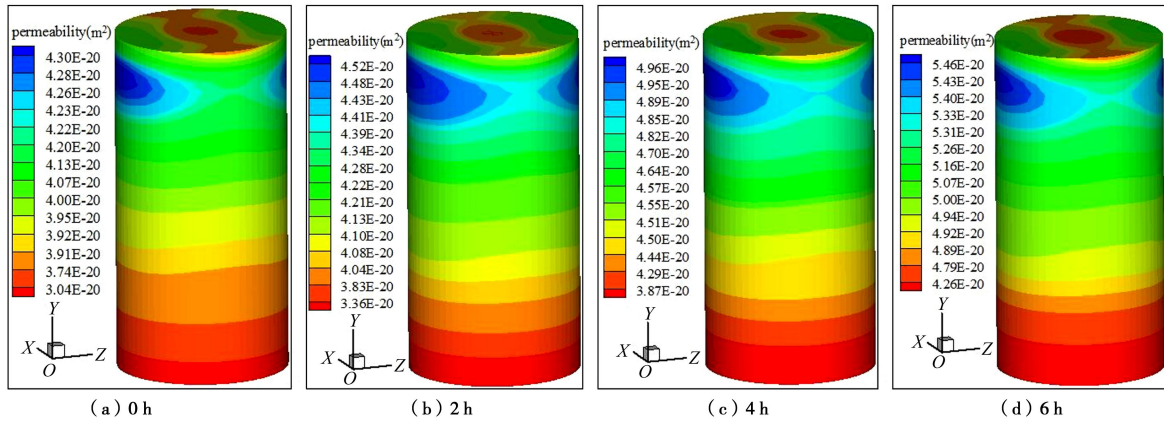 permeability(m²)
4.30E-20
4.28E-20
4.26E-20
4.23E-20
4.22E-20
4.20E-20
4.13E-20
4.07E-20
4.00E-20
3.95E-20
3.92E-20
3.91E-20
3.74E-20
3.04E-20
Y
X
O
Z
(a) 0 h
permeability(m²)
4.52E-20
4.48E-20
4.43E-20
4.41E-20
4.39E-20
4.34E-20
4.28E-20
4.22E-20
4.21E-20
4.13E-20
4.10E-20
4.04E-20
3.83E-20
3.36E-20
Y
X
O
Z
(b) 2 h
permeability(m²)
4.96E-20
4.95E-20
4.89E-20
4.85E-20
4.82E-20
4.70E-20
4.64E-20
4.57E-20
4.55E-20
4.51E-20
4.50E-20
4.44E-20
4.29E-20
3.87E-20
Y
X
O
Z
(c) 4 h
permeability(m²)
5.46E-20
5.43E-20
5.40E-20
5.33E-20
5.31E-20
5.26E-20
5.16E-20
5.07E-20
5.00E-20
4.94E-20
4.92E-20
4.89E-20
4.79E-20
4.26E-20
Y
X
O
Z
(d) 6 h